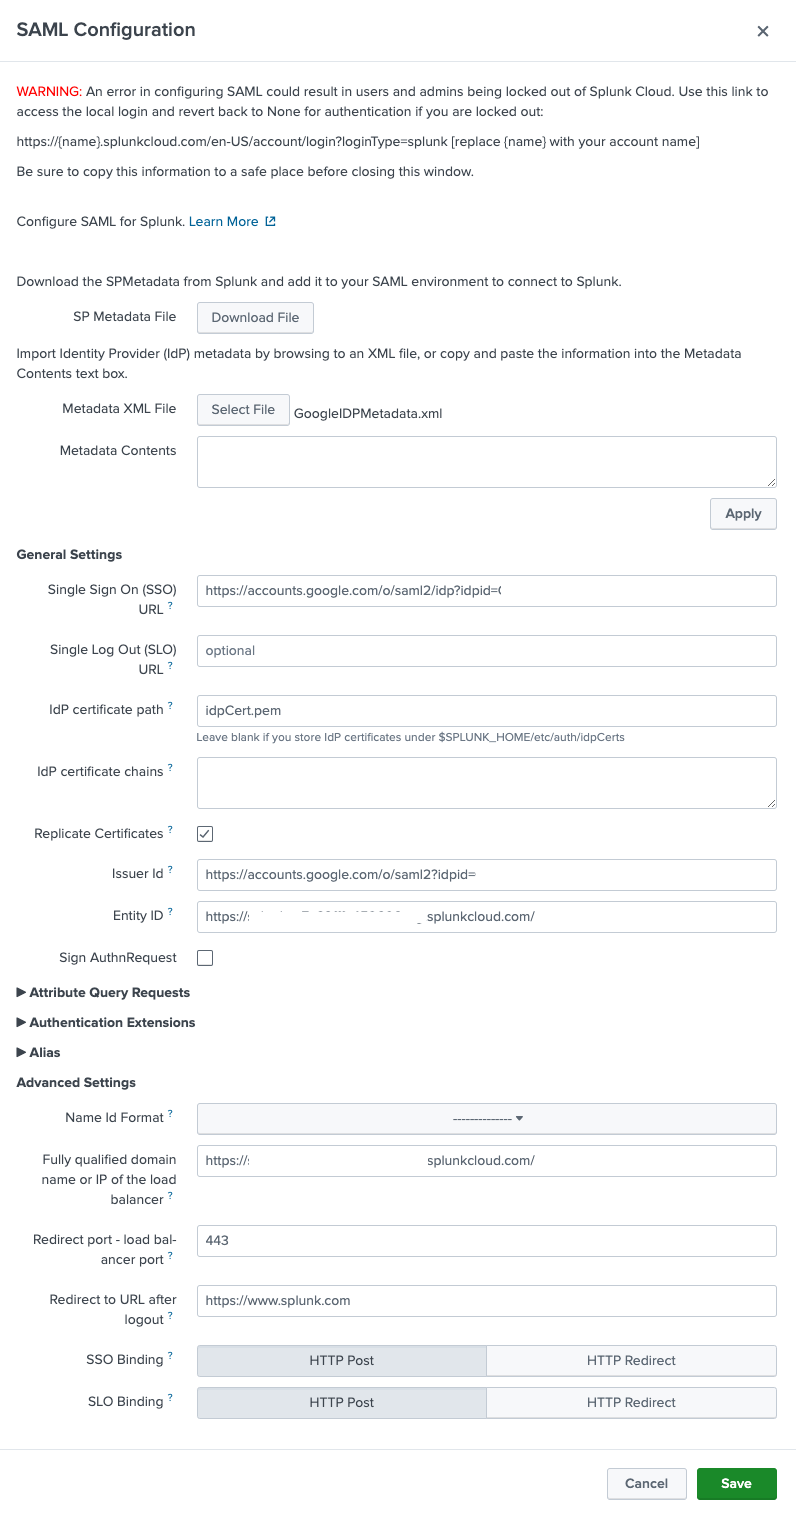 SAML Configuration
WARNING: An error in configuring SAML could result in users and admins being locked out of Splunk Cloud. Use this link to
access the local login and revert back to None for authentication if you are locked out:
https://{name}.splunkcloud.com/en-US/account/login?loginType=splunk [replace {name} with your account name]
Be sure to copy this information to a safe place before closing this window.
Configure SAML for Splunk. Learn More
Download the SPMetadata from Splunk and add it to your SAML environment to connect to Splunk.
SP Metadata File
Download File
Import Identity Provider (IdP) metadata by browsing to an XML file, or copy and paste the information into the Metadata
Contents text box.
Metadata XML File
Select File
GoogleIDPMetadata.xml
Metadata Contents
Apply
General Settings
Single Sign On (SSO)
URL ?
https://accounts.google.com/o/saml2/idp?idpid=
Single Log Out (SLO)
URL ?
optional
IdP certificate path ?
idpCert.pem
Leave blank if you store IdP certificates under $SPLUNK_HOME/etc/auth/idpCerts
IdP certificate chains ?
Replicate Certificates ?
Issuer Id ?
https://accounts.google.com/o/saml2?idpid=
Entity ID ?
https:// splunkcloud.com/
Sign AuthnRequest
Attribute Query Requests
Authentication Extensions
Alias
Advanced Settings
Name Id Format ?
--------------
Fully qualified domain
name or IP of the load
balancer ?
https:// splunkcloud.com/
Redirect port - load bal-
ancer port ?
443
Redirect to URL after
logout ?
https://www.splunk.com
SSO Binding ?
HTTP Post
HTTP Redirect
SLO Binding ?
HTTP Post
HTTP Redirect
Cancel
Save